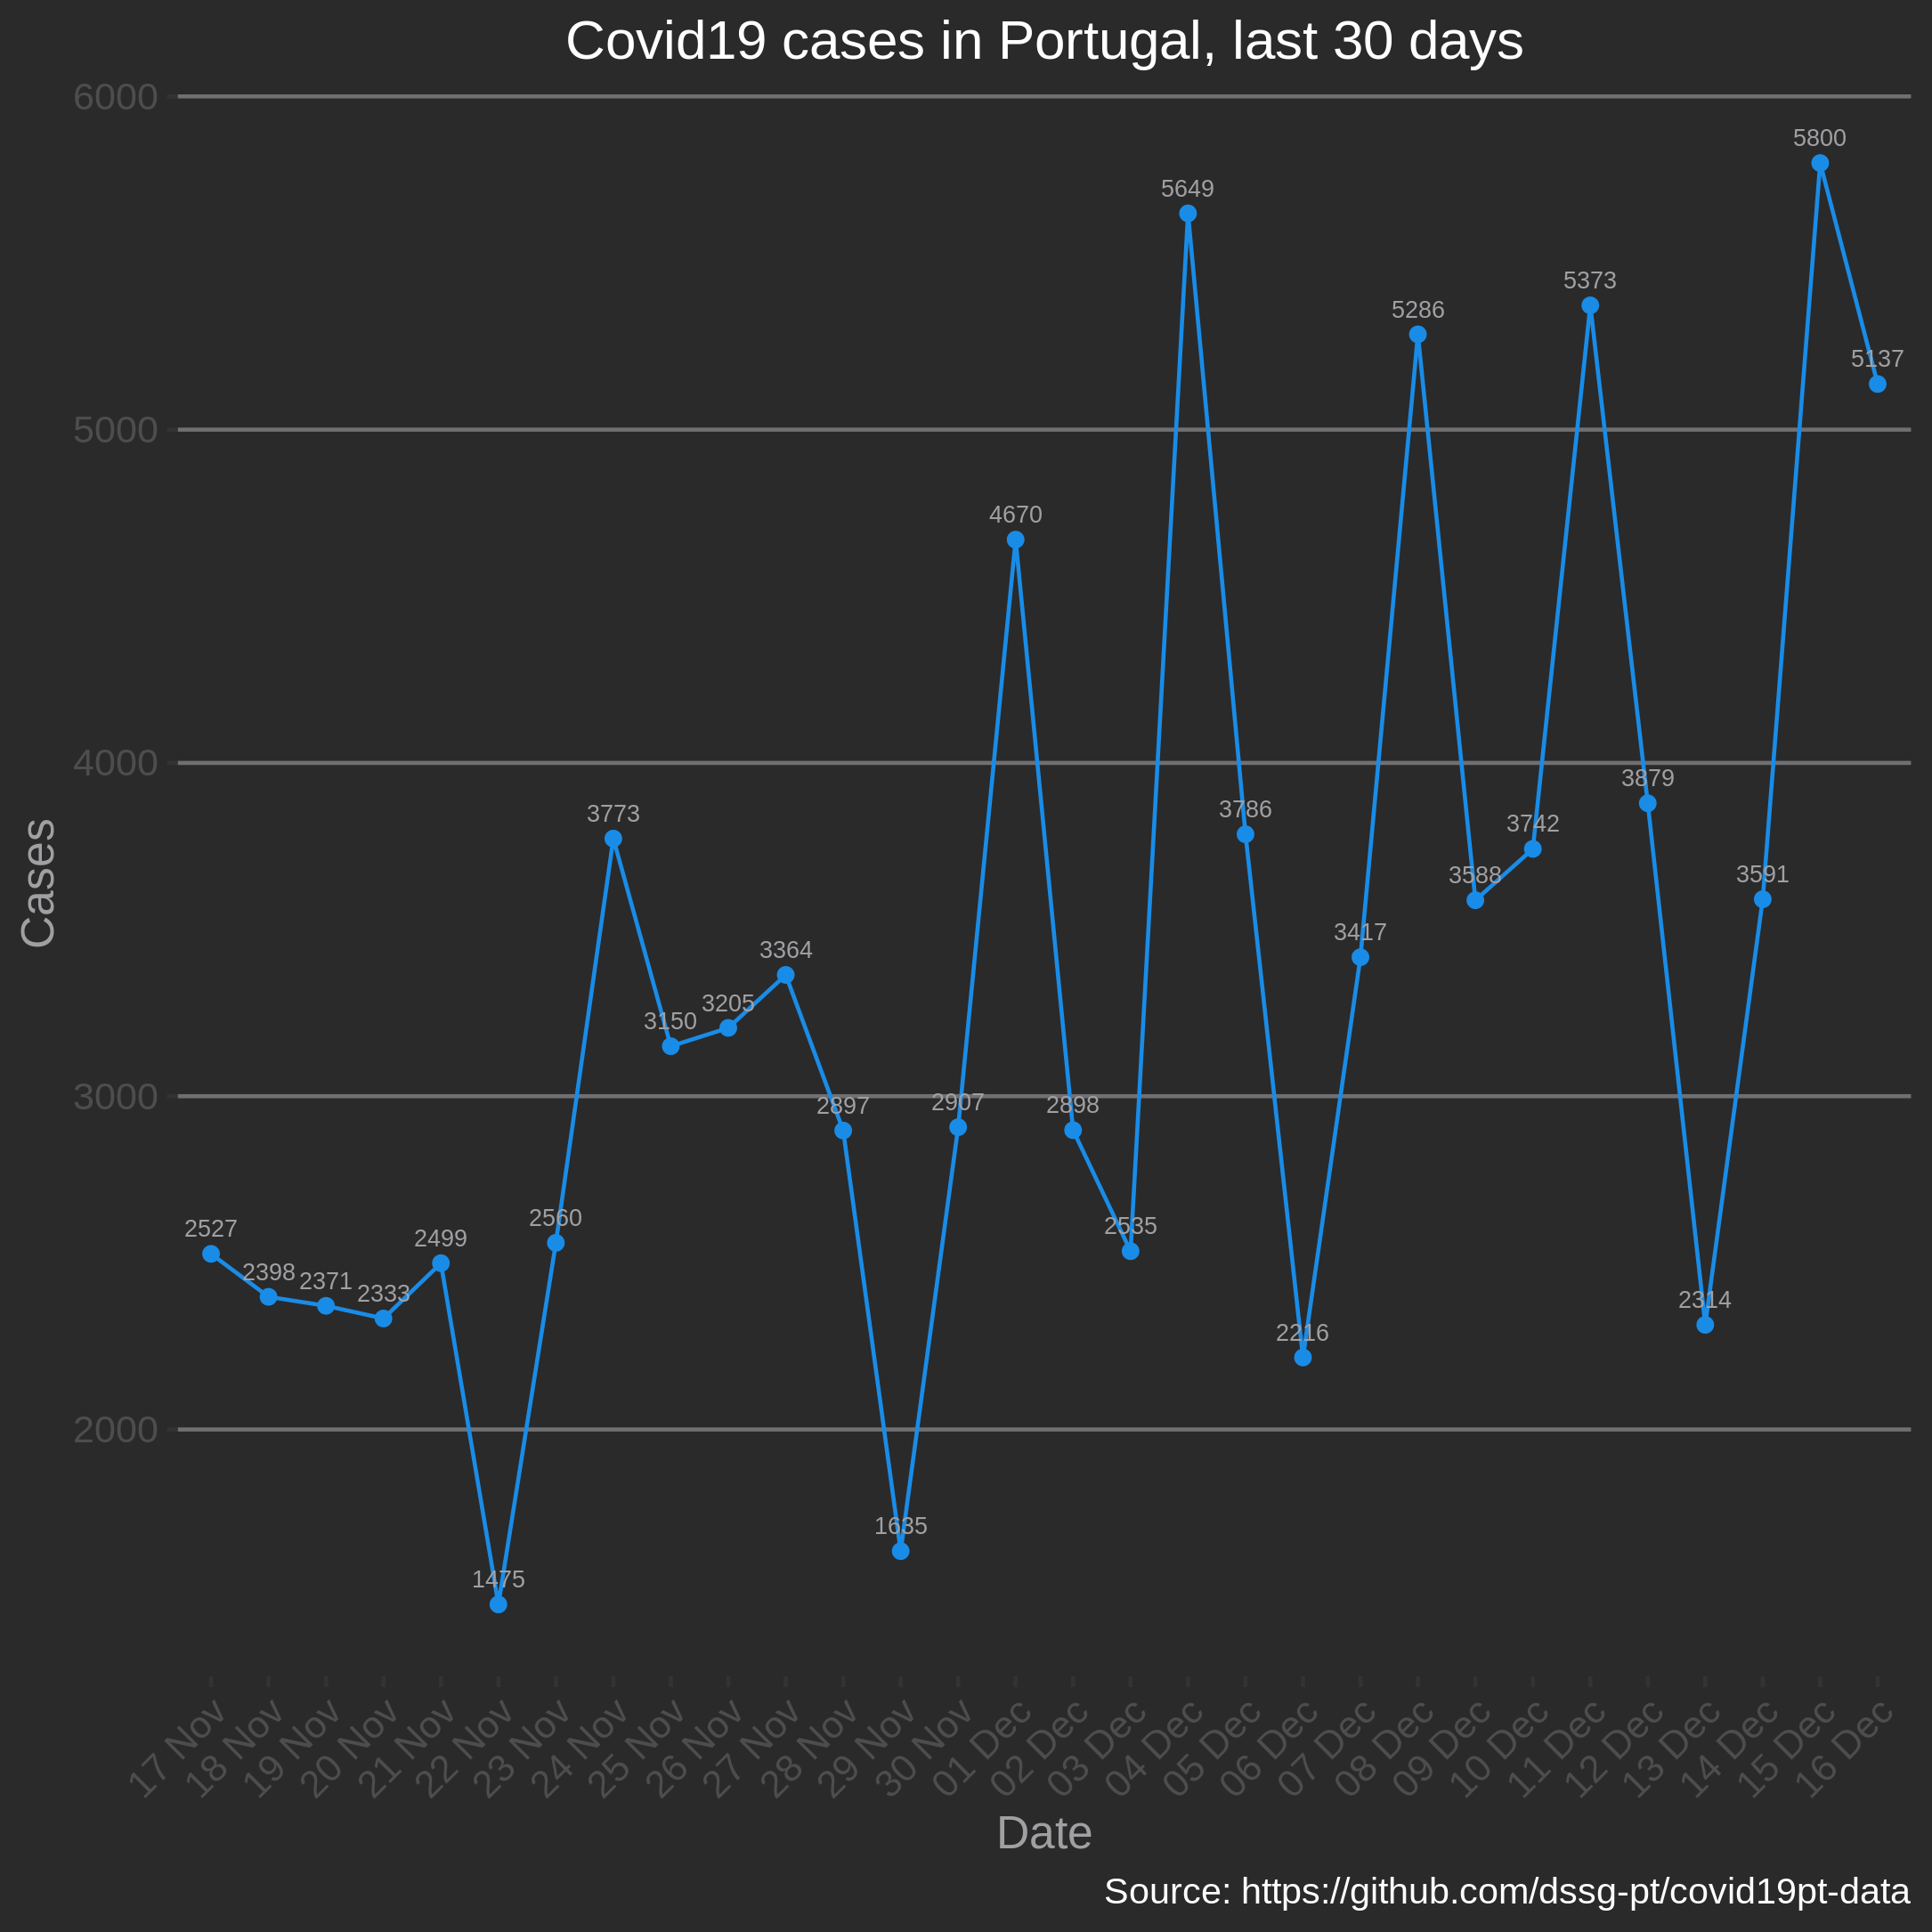 Covid19 cases in Portugal, last 30 days
6000
5000
4000
3000
2000
Cases
2527
2398
2371
2333
2499
1475
2560
3773
3150
3205
3364
2897
1635
2907
4670
2898
2535
5649
3786
2216
3417
5286
3588
3742
5373
3879
2314
3591
5800
5137
17 Nov
18 Nov
19 Nov
20 Nov
21 Nov
22 Nov
23 Nov
24 Nov
25 Nov
26 Nov
27 Nov
28 Nov
29 Nov
30 Nov
01 Dec
02 Dec
03 Dec
04 Dec
05 Dec
06 Dec
07 Dec
08 Dec
09 Dec
10 Dec
11 Dec
12 Dec
13 Dec
14 Dec
15 Dec
16 Dec
Date
Source: https://github.com/dssg-pt/covid19pt-data